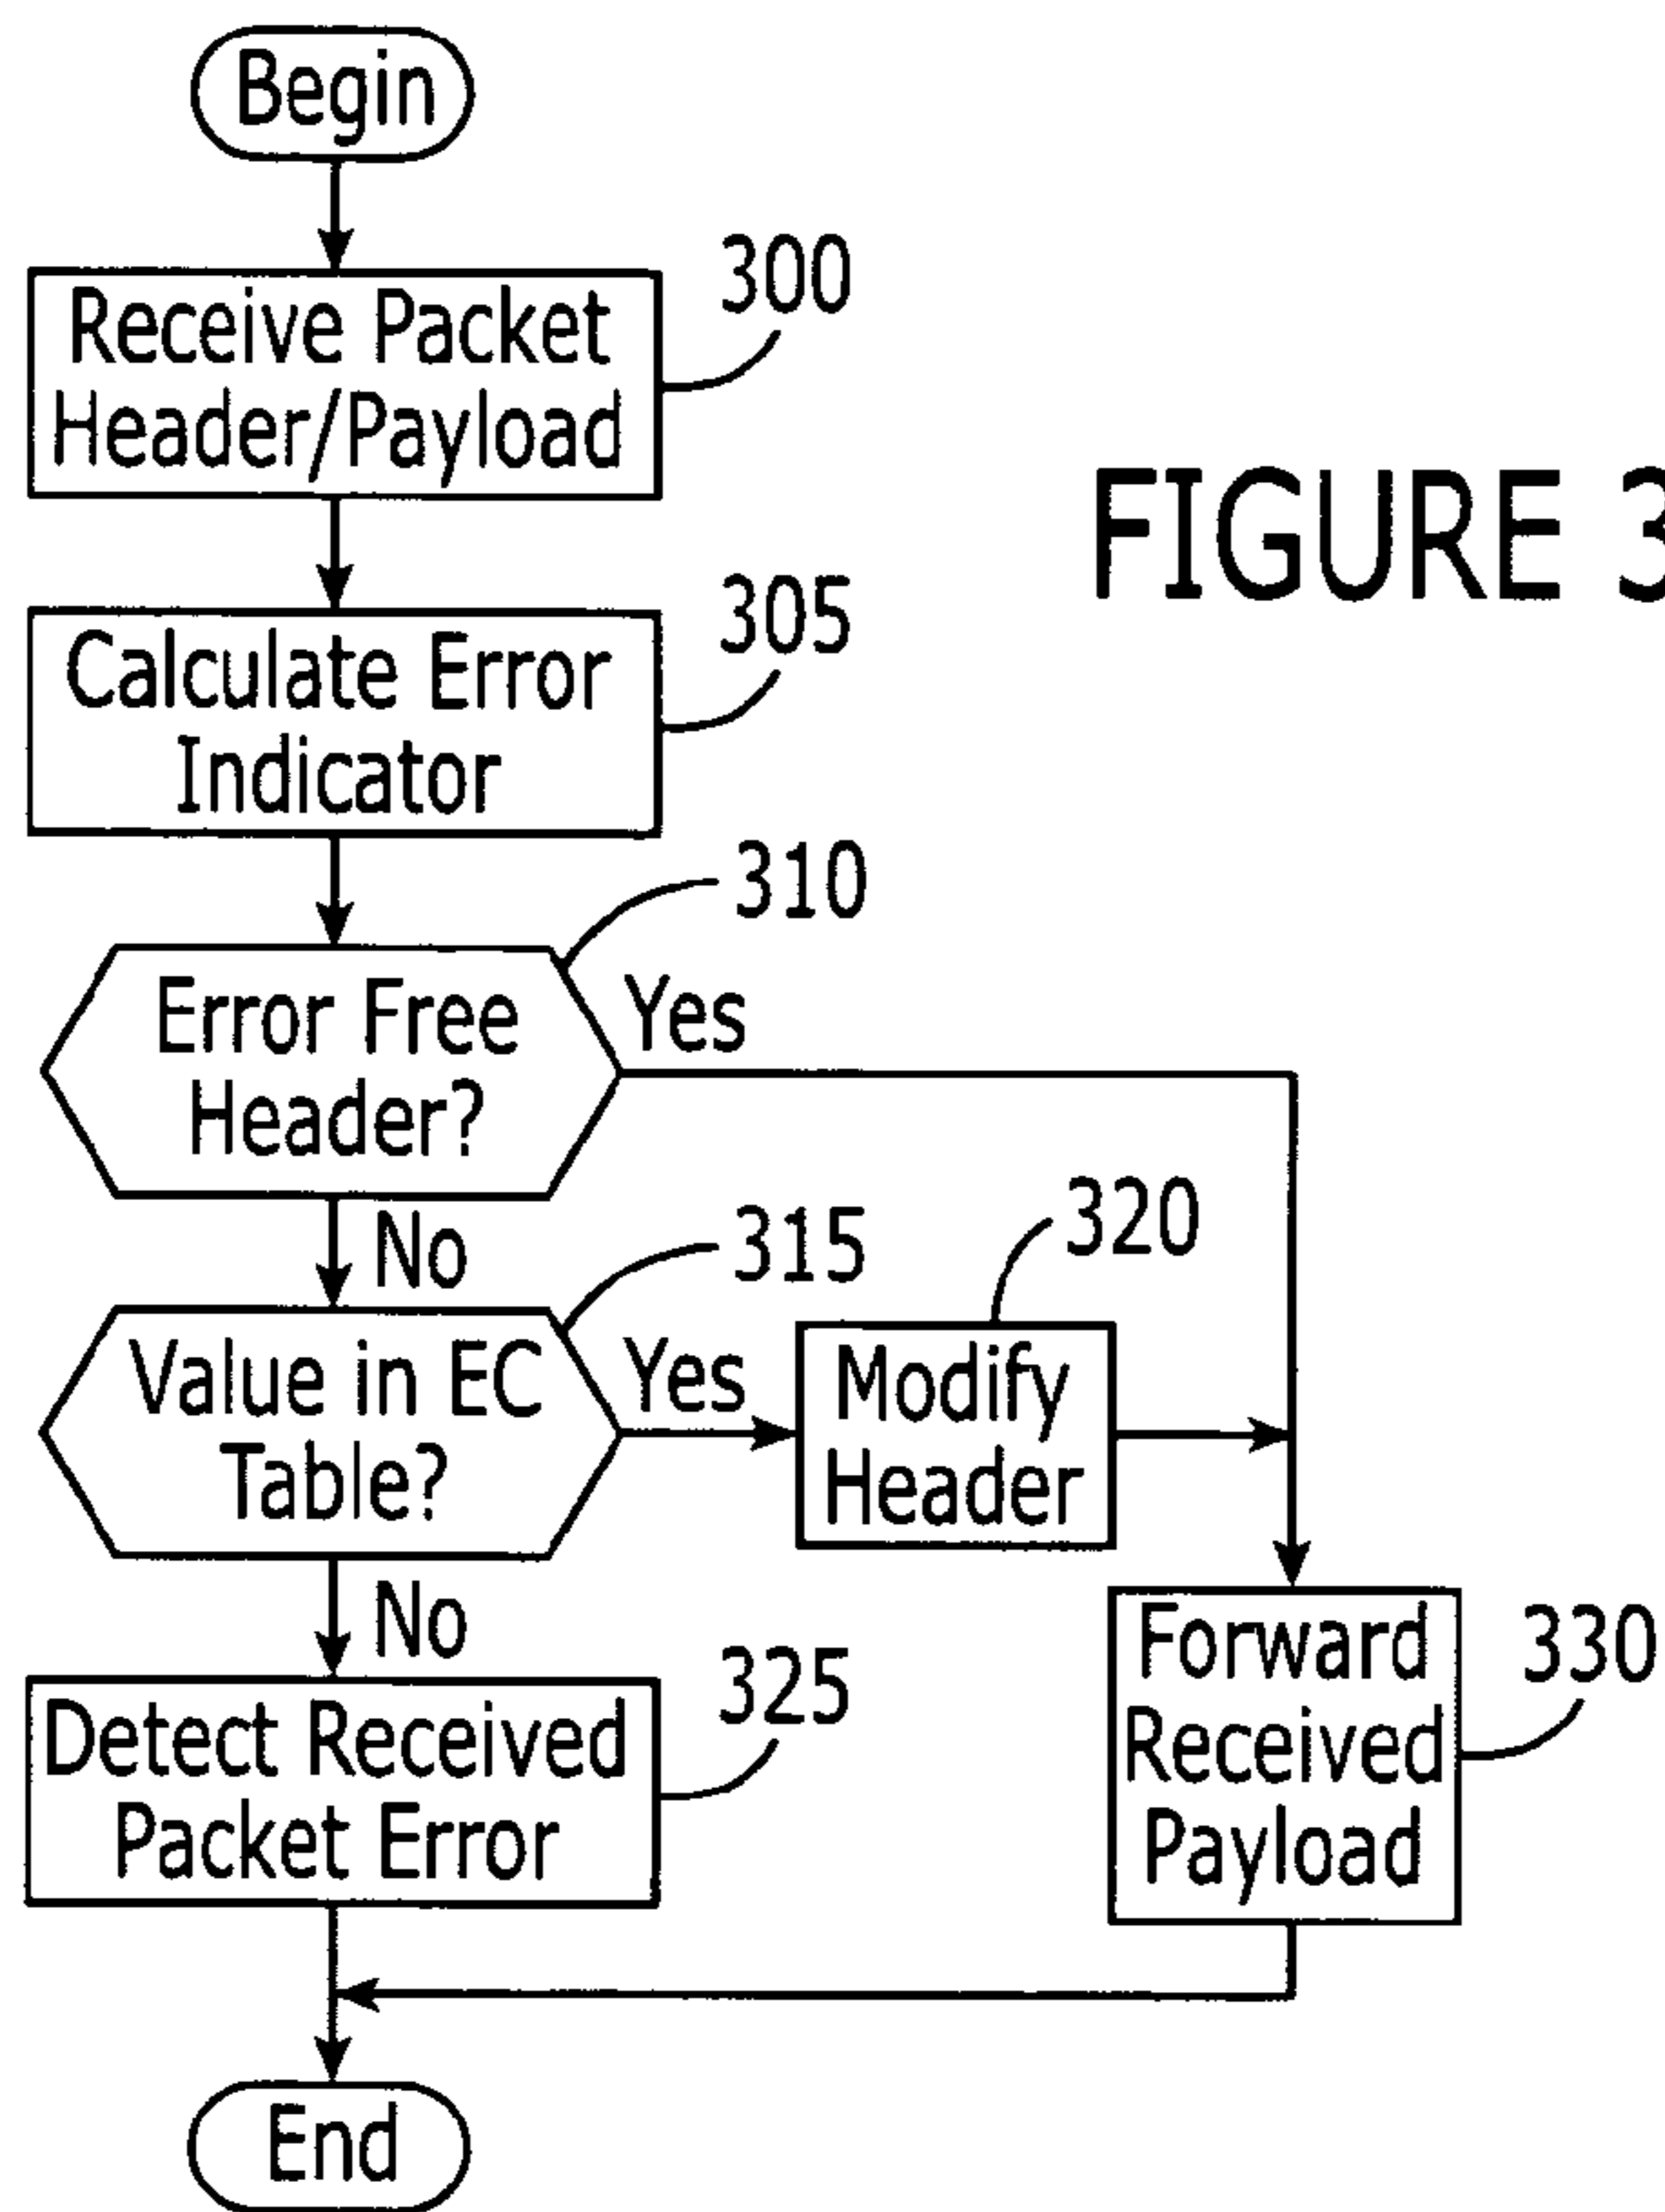 Begin
300
Receive Packet
Header/Payload
FIGURE 3
305
Calculate Error
Indicator
310
Error Free
Header?
Yes
No
315
320
Value in EC
Table?
Yes
Modify
Header
No
325
Detect Received
Packet Error
Forward
Received
Payload
330
End